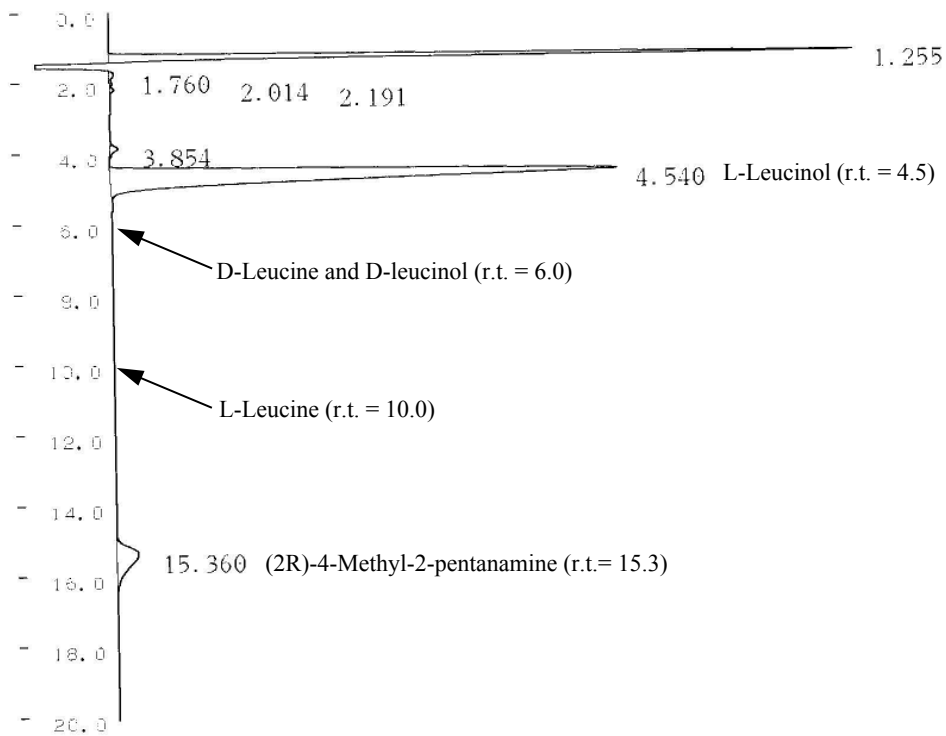 0.0
1.255
2.0 1.760 2.014 2.191
4.0 3.854
4.540 L-Leucinol (r.t. = 4.5)
6.0
D-Leucine and D-leucinol (r.t. = 6.0)
8.0
10.0
L-Leucine (r.t. = 10.0)
12.0
14.0
15.360 (2R)-4-Methyl-2-pentanamine (r.t.= 15.3)
16.0
18.0
20.0